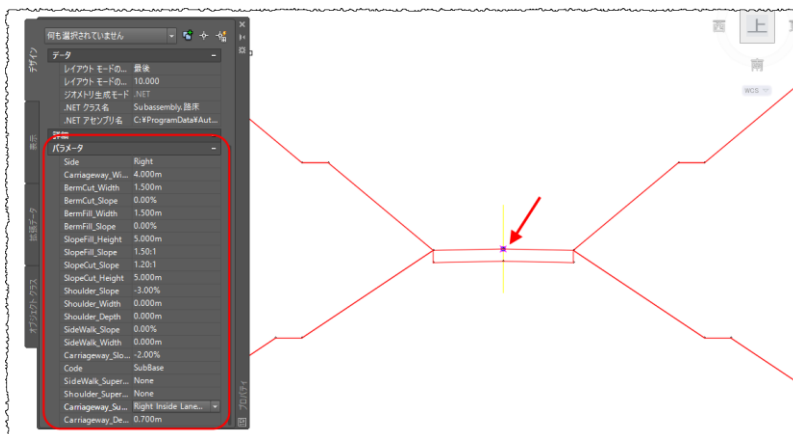 何も選択されていません
デザイン
表示
拡張データ
オブジェクト クラス
データ
レイアウト モードの... 最後
レイアウト モードの... 10.000
ジオメトリ生成モード .NET
.NET クラス名 Subassembly.路床
.NET アセンブリ名 C:¥ProgramData¥Aut...
詳細
パラメータ
Side Right
Carriageway_Wi... 4.000m
BermCut_Width 1.500m
BermCut_Slope 0.00%
BermFill_Width 1.500m
BermFill_Slope 0.00%
SlopeFill_Height 5.000m
SlopeFill_Slope 1.50:1
SlopeCut_Slope 1.20:1
SlopeCut_Height 5.000m
Shoulder_Slope -3.00%
Shoulder_Width 0.000m
Shoulder_Depth 0.000m
SideWalk_Slope 0.00%
SideWalk_Width 0.000m
Carriageway_Slo... -2.00%
Code SubBase
SideWalk_Super... None
Shoulder_Super... None
Carriageway_Su... Right Inside Lane...
Carriageway_De... 0.700m
プロパティ
西
上
南
WCS